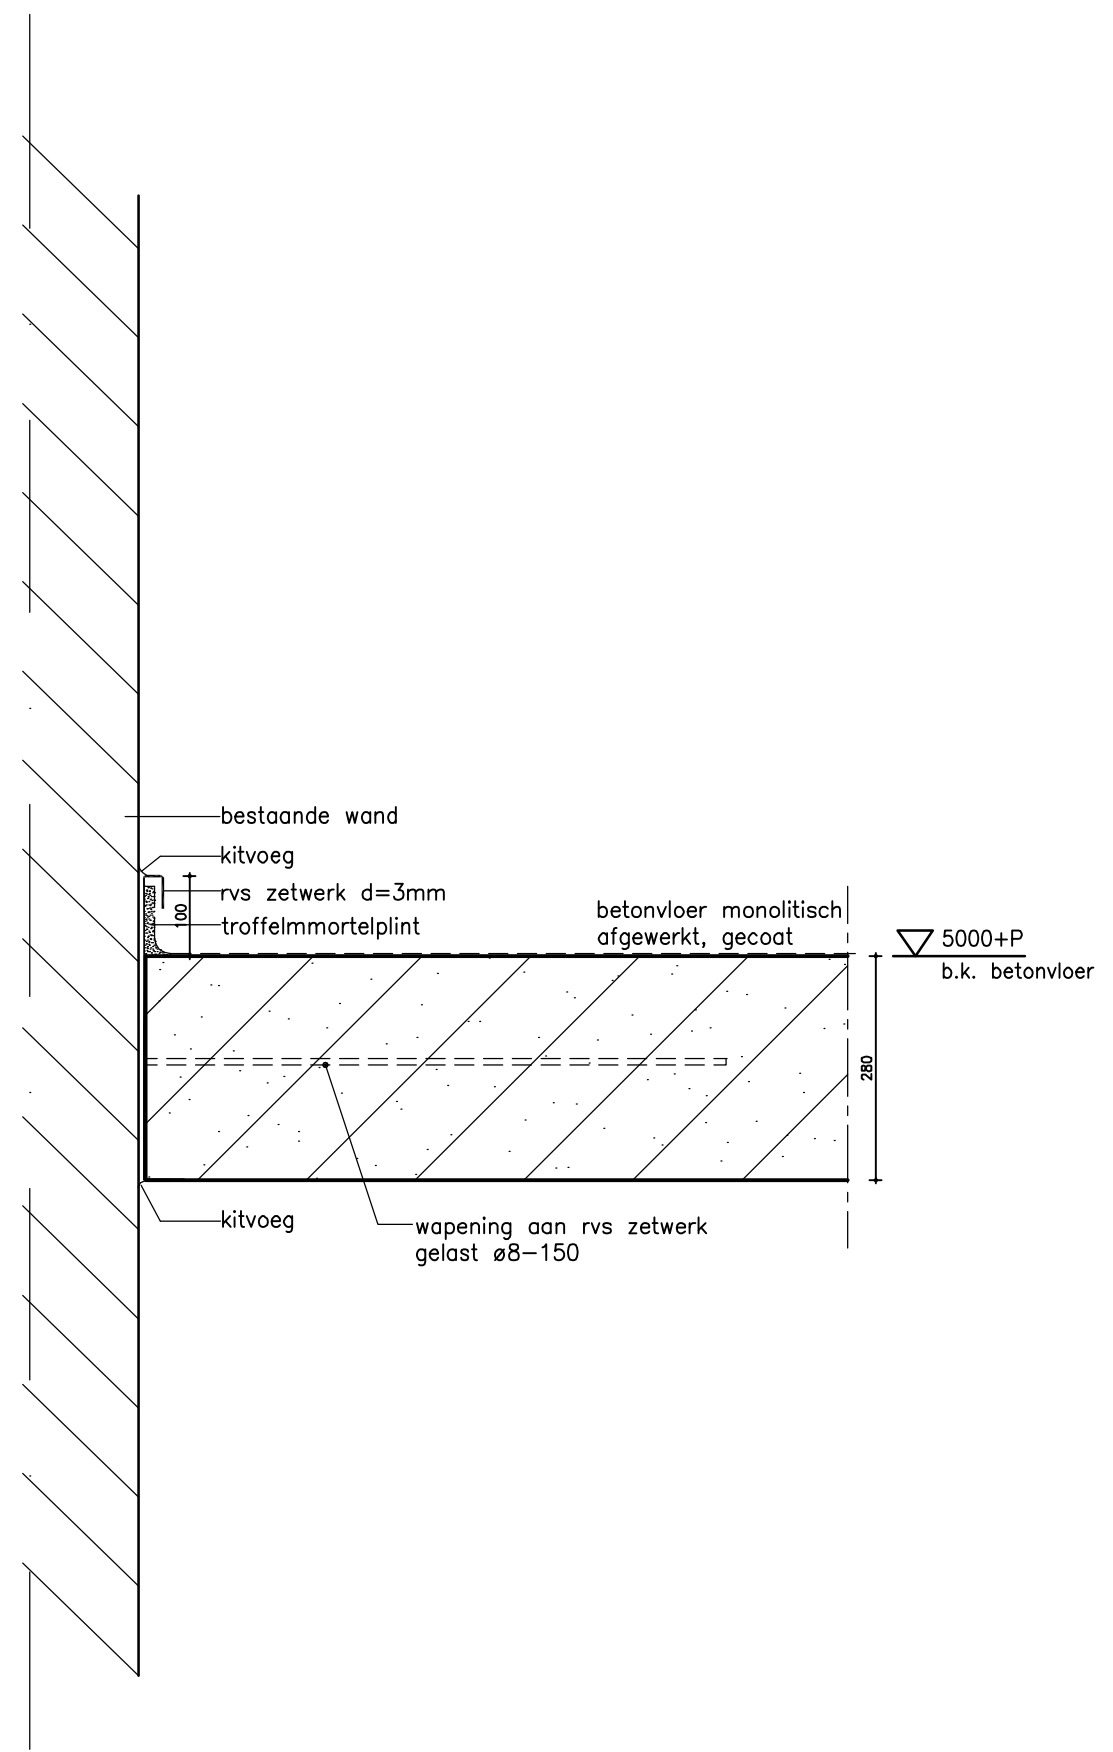 bestaande wand
kitvoeg
rvs zetwerk d=3mm
100
troffelmmortelplint
betonvloer monolitisch
afgewerkt, gecoat
5000+P
b.k. betonvloer
280
kitvoeg
wapening aan rvs zetwerk
gelast ø8-150